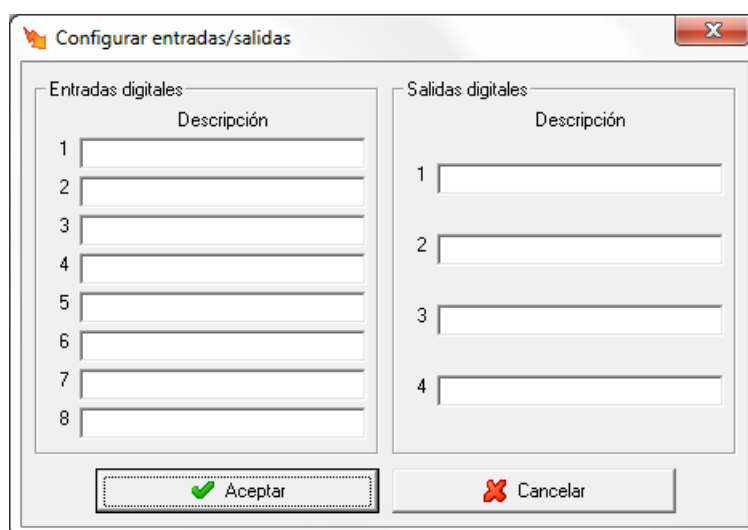 Configurar entradas/salidas
Entradas digitales
Descripción
1
2
3
4
5
6
7
8
Salidas digitales
Descripción
1
2
3
4
Aceptar
Cancelar